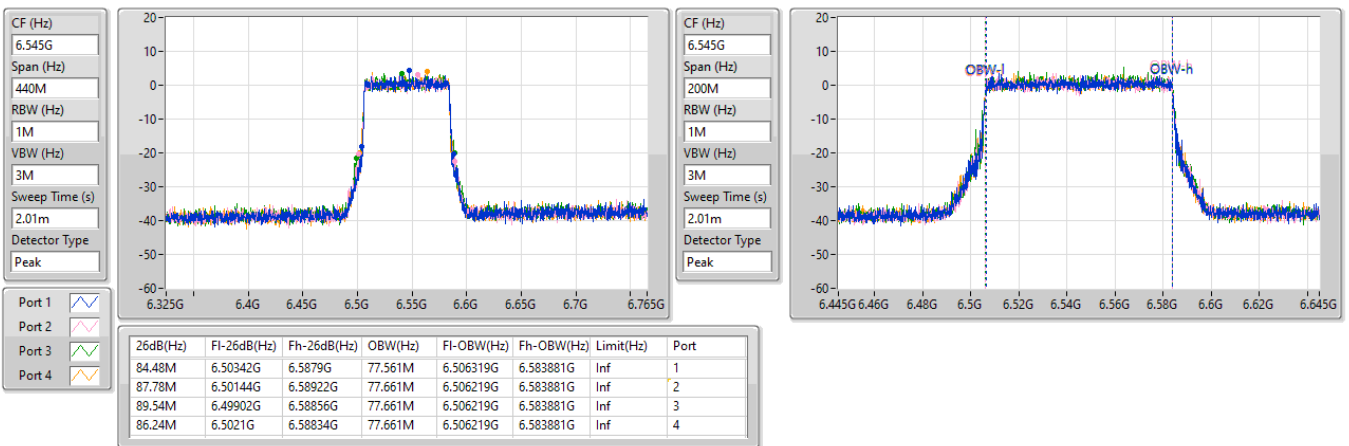 CF (Hz)
6.545G
Span (Hz)
440M
RBW (Hz)
1M
VBW (Hz)
3M
Sweep Time (s)
2.01m
Detector Type
Peak
20
10
0
-10
-20
-30
-40
-50
-60
6.325G 6.4G 6.45G 6.5G 6.55G 6.6G 6.65G 6.7G 6.765G
CF (Hz)
6.545G
Span (Hz)
200M
RBW (Hz)
1M
VBW (Hz)
3M
Sweep Time (s)
2.01m
Detector Type
Peak
20
10
0
-10
-20
-30
-40
-50
-60
OBW-l OBW-h
6.445G 6.46G 6.48G 6.5G 6.52G 6.54G 6.56G 6.58G 6.6G 6.62G 6.645G
Port 1
Port 2
Port 3
Port 4
26dB(Hz) Fl-26dB(Hz) Fh-26dB(Hz) OBW(Hz) Fl-OBW(Hz) Fh-OBW(Hz) Limit(Hz) Port
84.48M 6.50342G 6.5879G 77.561M 6.506319G 6.583881G Inf 1
87.78M 6.50144G 6.58922G 77.661M 6.506219G 6.583881G Inf 2
89.54M 6.49902G 6.58856G 77.661M 6.506219G 6.583881G Inf 3
86.24M 6.5021G 6.58834G 77.661M 6.506219G 6.583881G Inf 4